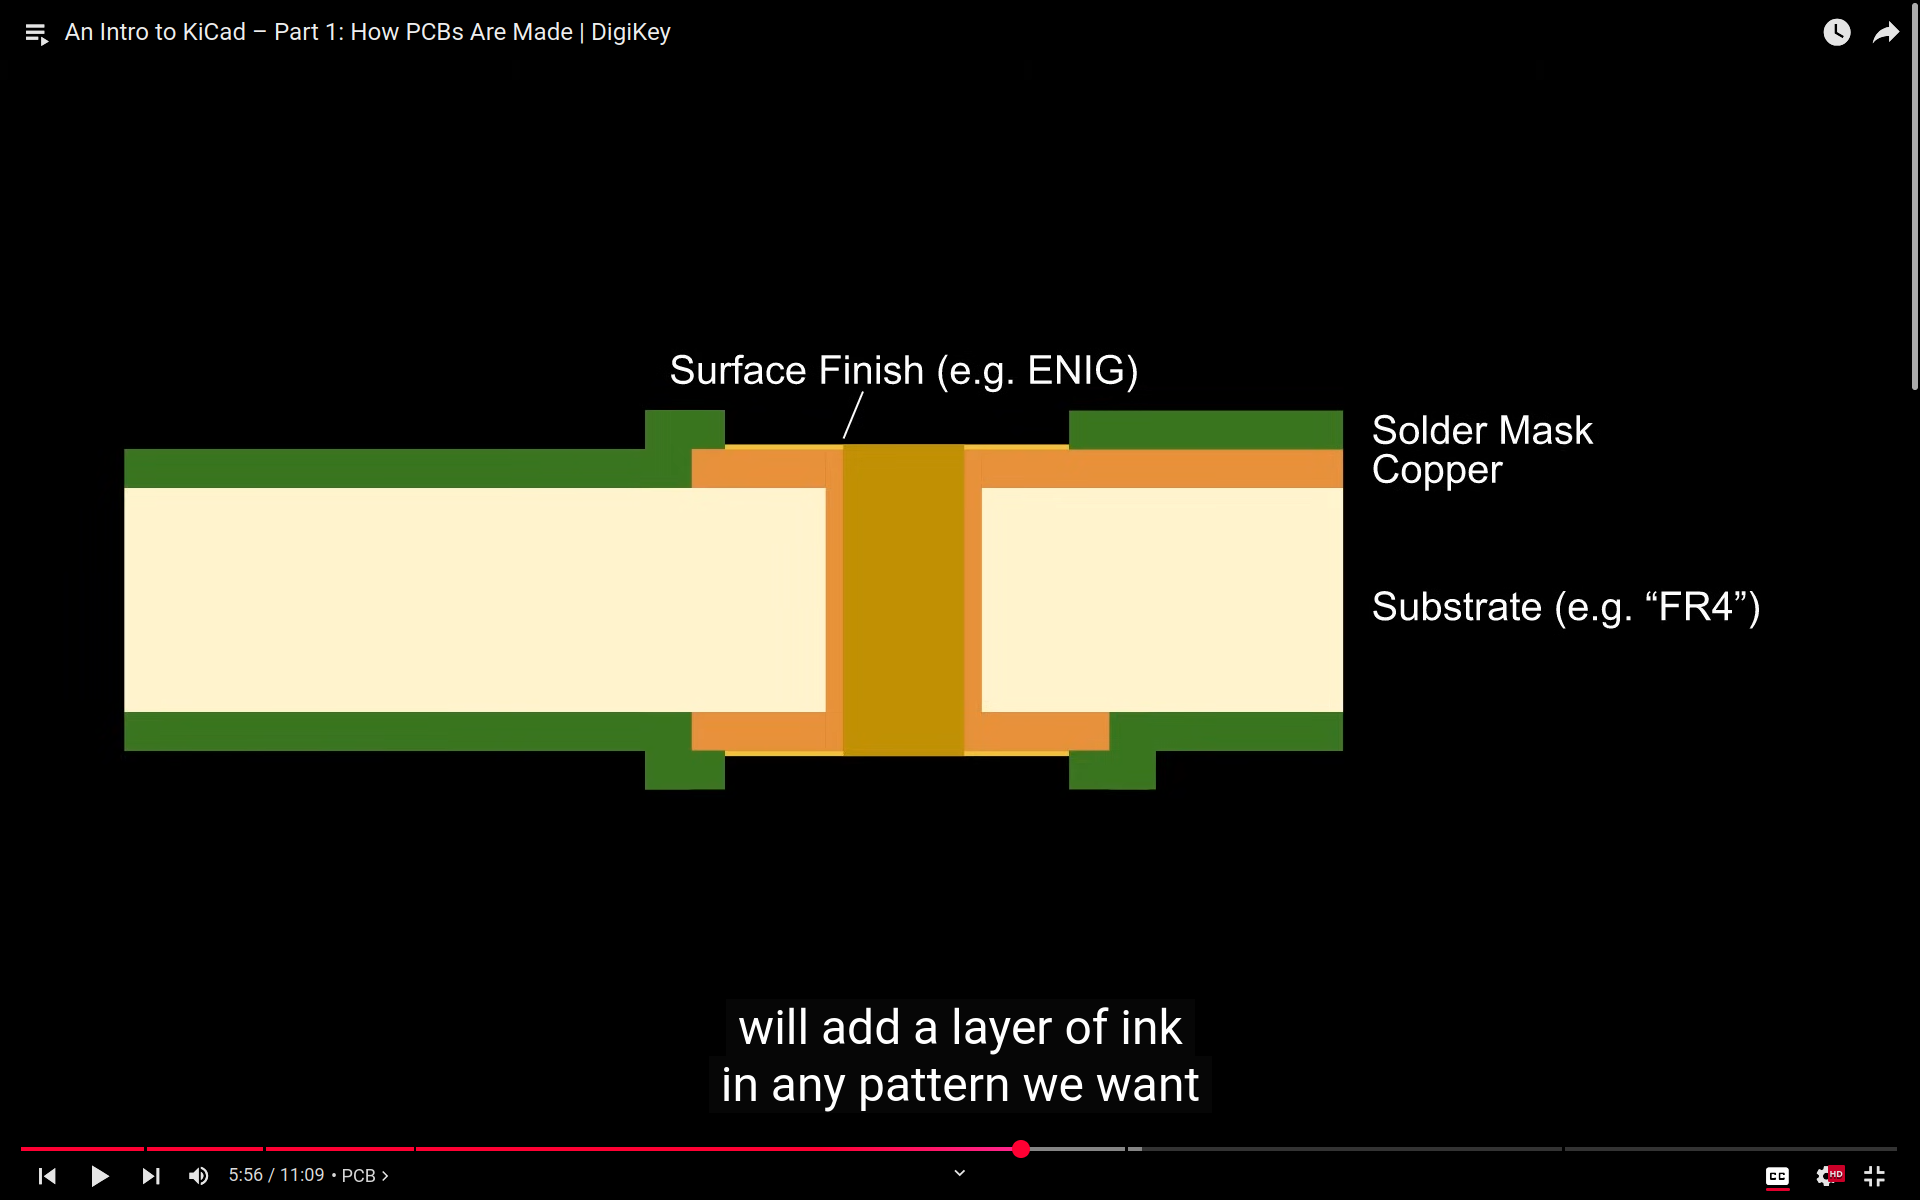 An Intro to KiCad – Part 1: How PCBs Are Made | DigiKey
Surface Finish (e.g. ENIG)
Solder Mask
Copper
Substrate (e.g. “FR4”)
will add a layer of ink
in any pattern we want
5:56 / 11:09 • PCB ›
CC
HD